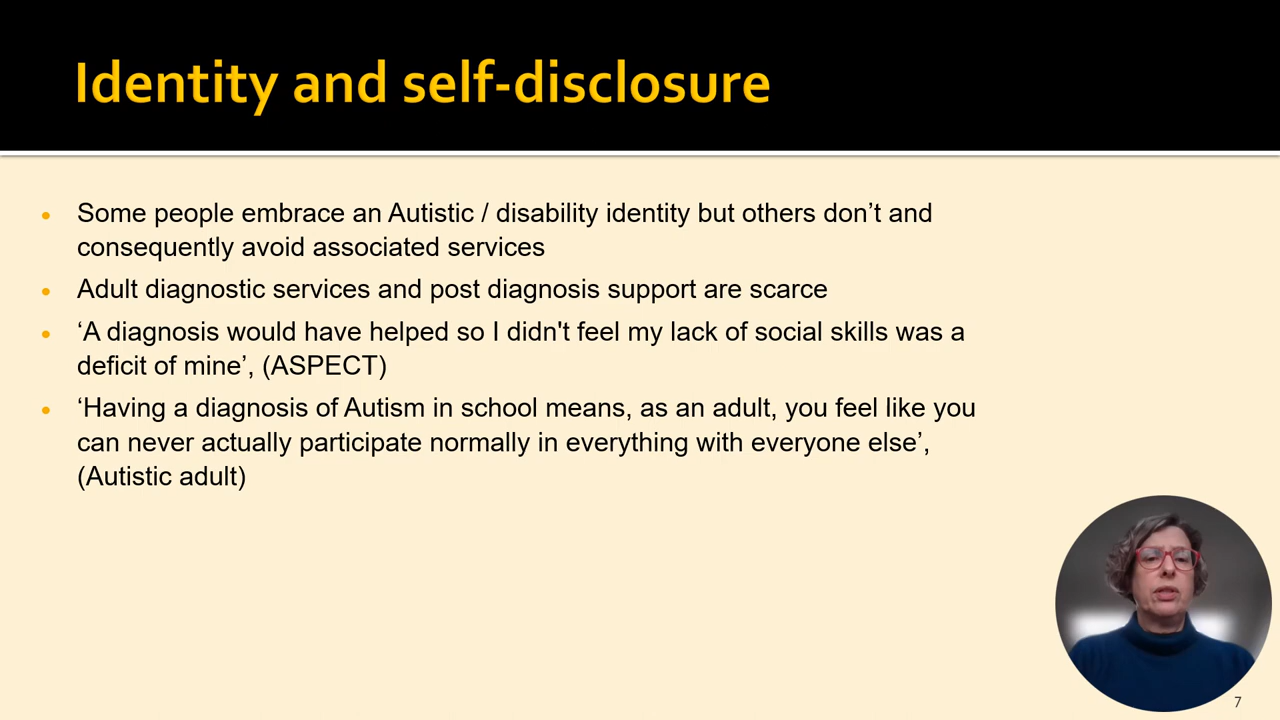 Identity and self-disclosure
Some people embrace an Autistic / disability identity but others don’t and
consequently avoid associated services
Adult diagnostic services and post diagnosis support are scarce
‘A diagnosis would have helped so I didn't feel my lack of social skills was a
deficit of mine’, (ASPECT)
‘Having a diagnosis of Autism in school means, as an adult, you feel like you
can never actually participate normally in everything with everyone else’,
(Autistic adult)
7